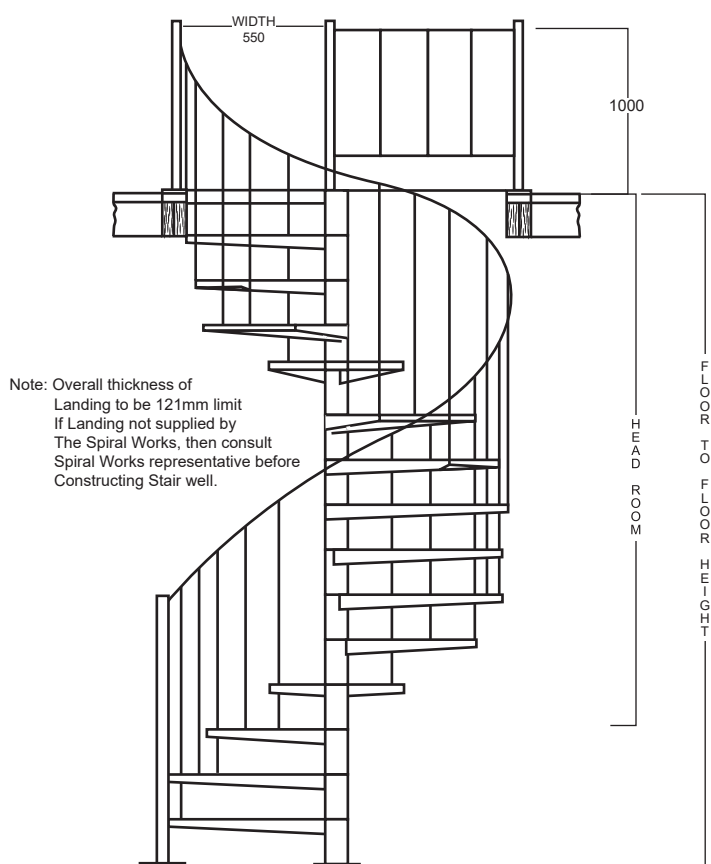 WIDTH
550
1000
Note: Overall thickness of
Landing to be 121mm limit
If Landing not supplied by
The Spiral Works, then consult
Spiral Works representative before
Constructing Stair well.
HEAD ROOM
FLOOR TO FLOOR HEIGHT